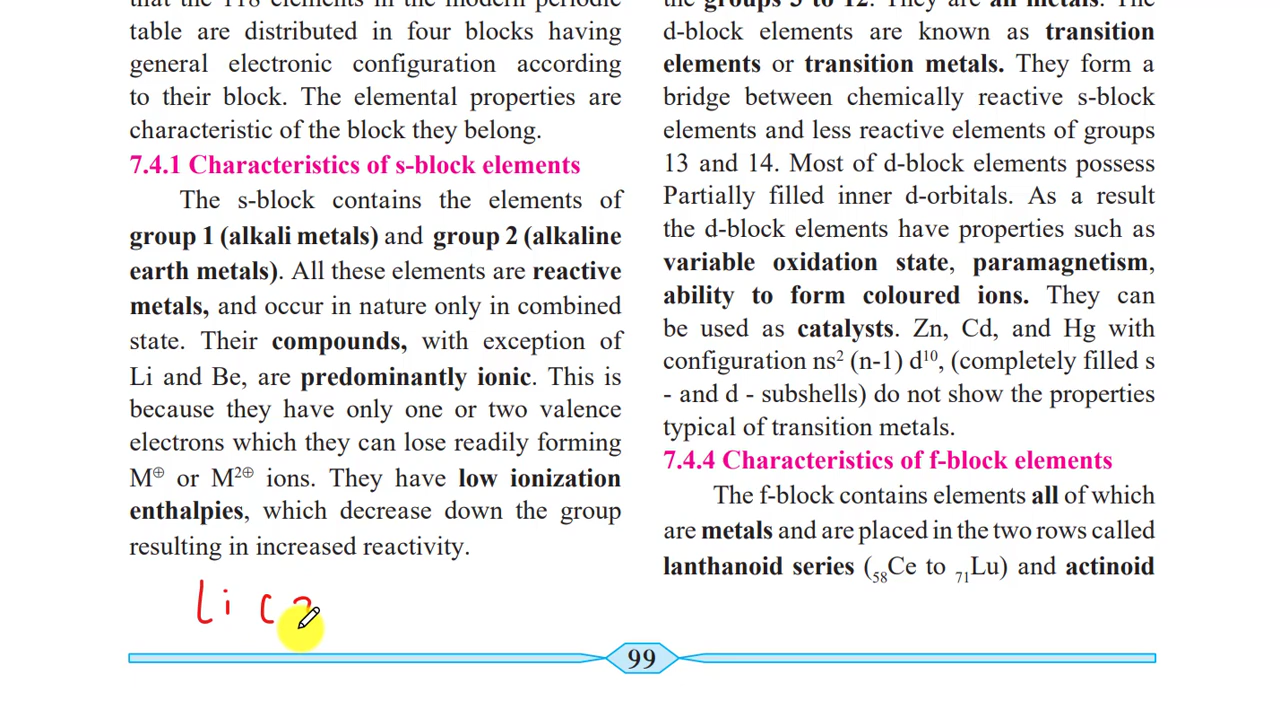 that the 118 elements in the modern periodic
table are distributed in four blocks having
general electronic configuration according
to their block. The elemental properties are
characteristic of the block they belong.
7.4.1 Characteristics of s-block elements
The s-block contains the elements of
group 1 (alkali metals) and group 2 (alkaline
earth metals). All these elements are reactive
metals, and occur in nature only in combined
state. Their compounds, with exception of
Li and Be, are predominantly ionic. This is
because they have only one or two valence
electrons which they can lose readily forming
M⊕ or M²⊕ ions. They have low ionization
enthalpies, which decrease down the group
resulting in increased reactivity.
Li
the groups 3 to 12. They are all metals. The
d-block elements are known as transition
elements or transition metals. They form a
bridge between chemically reactive s-block
elements and less reactive elements of groups
13 and 14. Most of d-block elements possess
Partially filled inner d-orbitals. As a result
the d-block elements have properties such as
variable oxidation state, paramagnetism,
ability to form coloured ions. They can
be used as catalysts. Zn, Cd, and Hg with
configuration ns² (n-1) d¹⁰, (completely filled s
- and d - subshells) do not show the properties
typical of transition metals.
7.4.4 Characteristics of f-block elements
The f-block contains elements all of which
are metals and are placed in the two rows called
lanthanoid series (₅₈Ce to ₇₁Lu) and actinoid
99